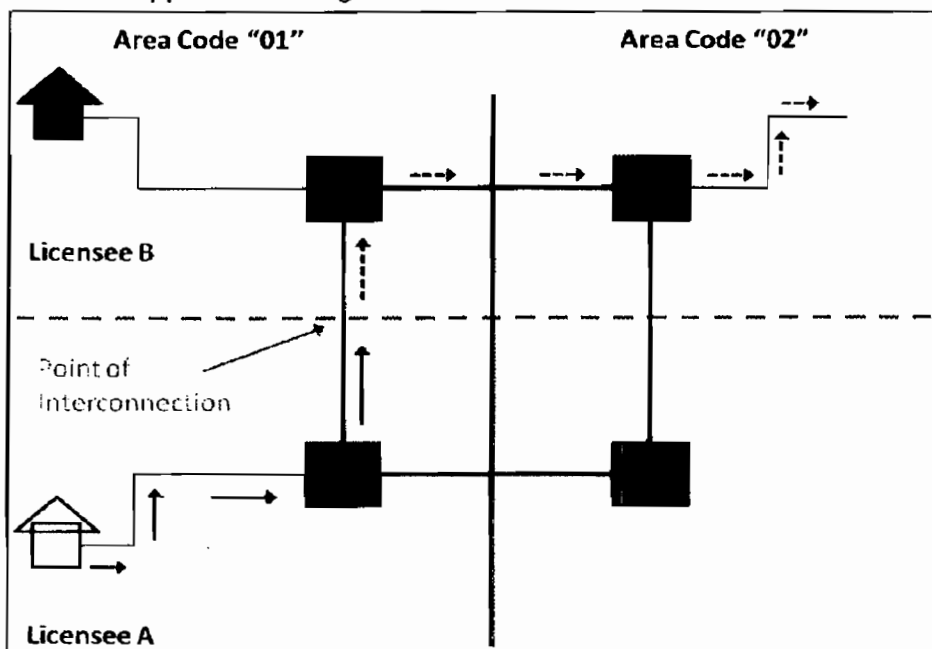 Area Code “01”
Area Code “02”
Licensee B
Point of
Interconnection
Licensee A